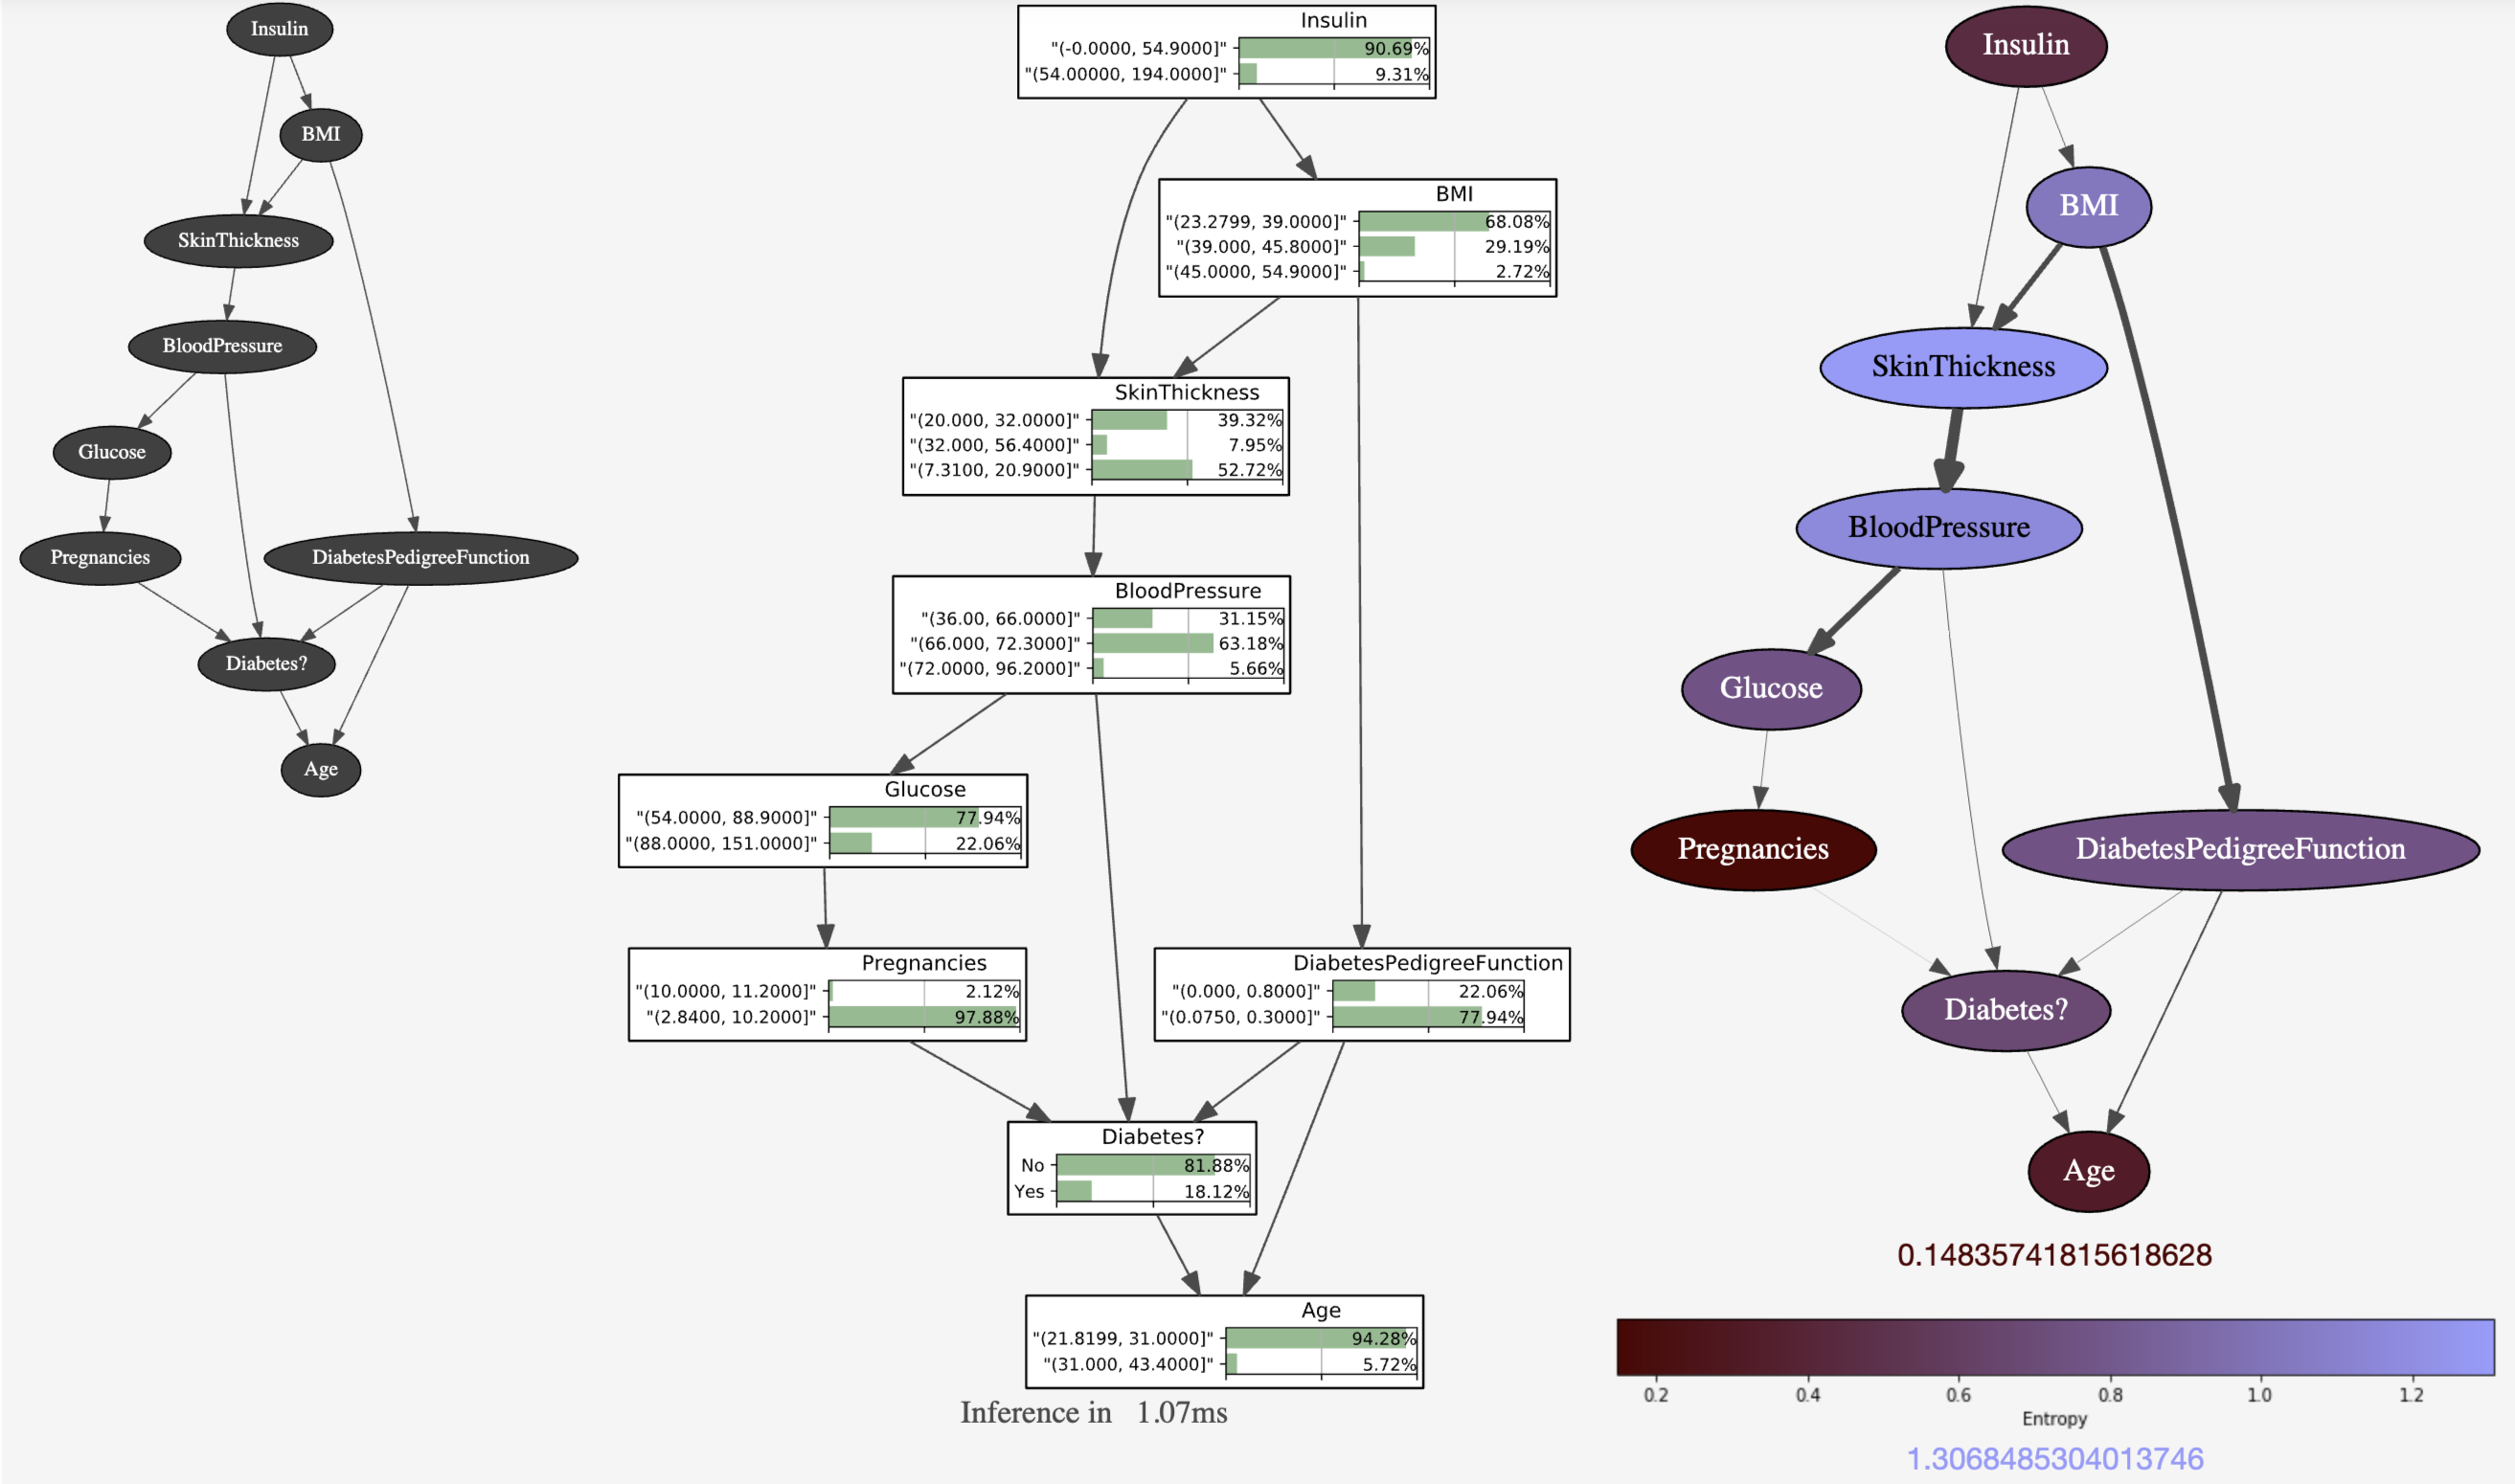 Insulin
BMI
SkinThickness
BloodPressure
Glucose
Pregnancies
DiabetesPedigreeFunction
Diabetes?
Age
Insulin
"(-0.0000, 54.9000]" 90.69%
"(54.00000, 194.0000]" 9.31%
BMI
"(23.2799, 39.0000]" 68.08%
"(39.000, 45.8000]" 29.19%
"(45.0000, 54.9000]" 2.72%
SkinThickness
"(20.000, 32.0000]" 39.32%
"(32.000, 56.4000]" 7.95%
"(7.3100, 20.9000]" 52.72%
BloodPressure
"(36.00, 66.0000]" 31.15%
"(66.000, 72.3000]" 63.18%
"(72.0000, 96.2000]" 5.66%
Glucose
"(54.0000, 88.9000]" 77.94%
"(88.0000, 151.0000]" 22.06%
Pregnancies
"(10.0000, 11.2000]" 2.12%
"(2.8400, 10.2000]" 97.88%
DiabetesPedigreeFunction
"(0.000, 0.8000]" 22.06%
"(0.0750, 0.3000]" 77.94%
Diabetes?
No 81.88%
Yes 18.12%
Age
"(21.8199, 31.0000]" 94.28%
"(31.000, 43.4000]" 5.72%
Inference in 1.07ms
Insulin
BMI
SkinThickness
BloodPressure
Glucose
Pregnancies
DiabetesPedigreeFunction
Diabetes?
Age
0.14835741815618628
0.2 0.4 0.6 0.8 1.0 1.2
Entropy
1.3068485304013746